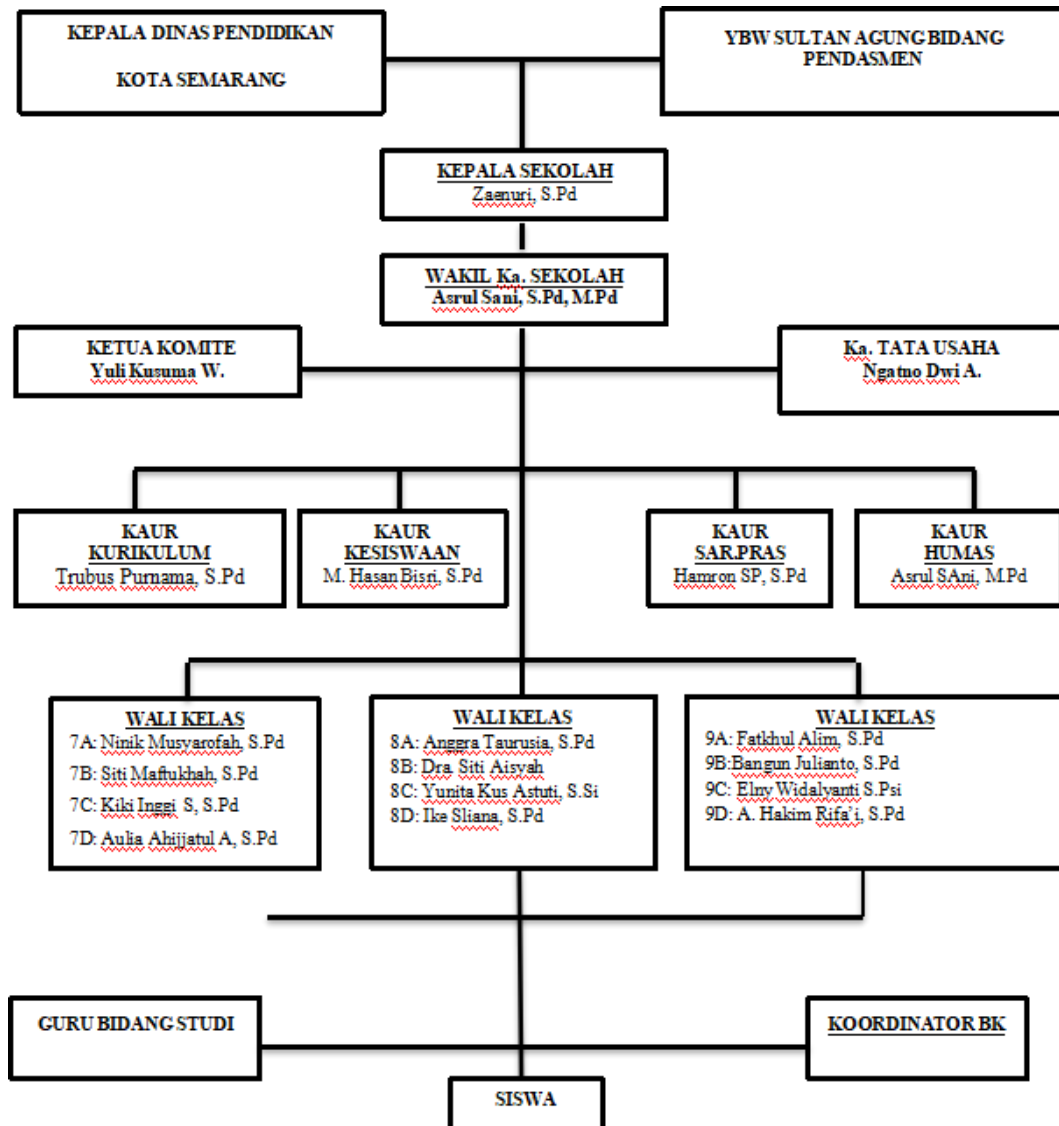 KEPALA DINAS PENDIDIKAN
KOTA SEMARANG
YBW SULTAN AGUNG BIDANG
PENDASMEN
KEPALA SEKOLAH
Zaenuri, S.Pd
WAKIL Ka. SEKOLAH
Asrul Sani, S.Pd, M.Pd
KETUA KOMITE
Yuli Kusuma W.
Ka. TATA USAHA
Ngatno Dwi A.
KAUR
KURIKULUM
Trubus Purnama, S.Pd
KAUR
KESISWAAN
M. Hasan Bisri, S.Pd
KAUR
SAR.PRAS
Hamron SP, S.Pd
KAUR
HUMAS
Asrul SAni, M.Pd
WALI KELAS
7A: Ninik Musyarofah, S.Pd
7B: Siti Maftukhah, S.Pd
7C: Kiki Inggi S, S.Pd
7D: Aulia Ahijjatul A, S.Pd
WALI KELAS
8A: Anggra Taurusia, S.Pd
8B: Dra. Siti Aisyah
8C: Yunita Kus Astuti, S.Si
8D: Ike Sliana, S.Pd
WALI KELAS
9A: Fatkhul Alim, S.Pd
9B:Bangun Julianto, S.Pd
9C: Elny Widalyanti S.Psi
9D: A. Hakim Rifa’i, S.Pd
GURU BIDANG STUDI
KOORDINATOR BK
SISWA